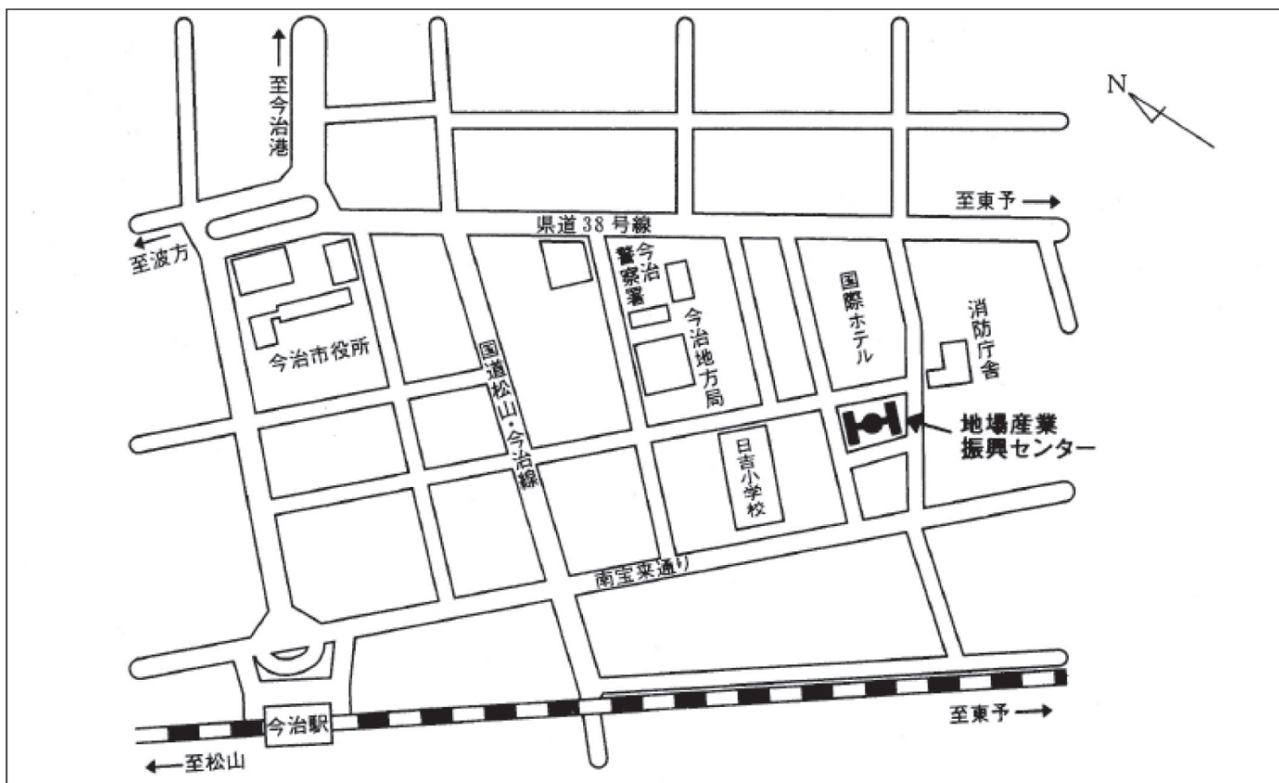 至今治港
N
県道38号線
至東予
至波方
今治
警察署
国際ホテル
消防庁舎
今治市役所
国道松山・今治線
今治地方局
地場産業
振興センター
日吉小学校
南宝来通り
今治駅
至東予
至松山